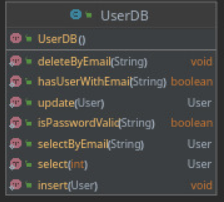 UserDB
UserDB()
deleteByEmail(String) void
hasUserWithEmail(String) boolean
update(User) User
isPasswordValid(String) boolean
selectByEmail(String) User
select(int) User
insert(User) void